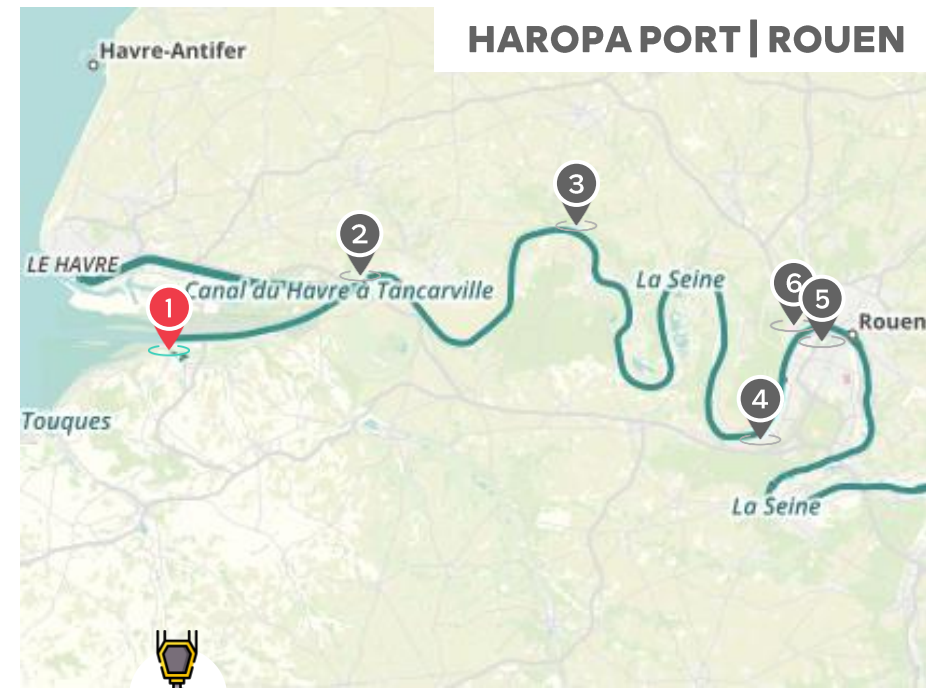 HAROPA PORT | ROUEN
Havre-Antifer
3
2
LE HAVRE
La Seine
Canal du Havre à Tancarville
6
5
1
Rouen
4
Touques
La Seine